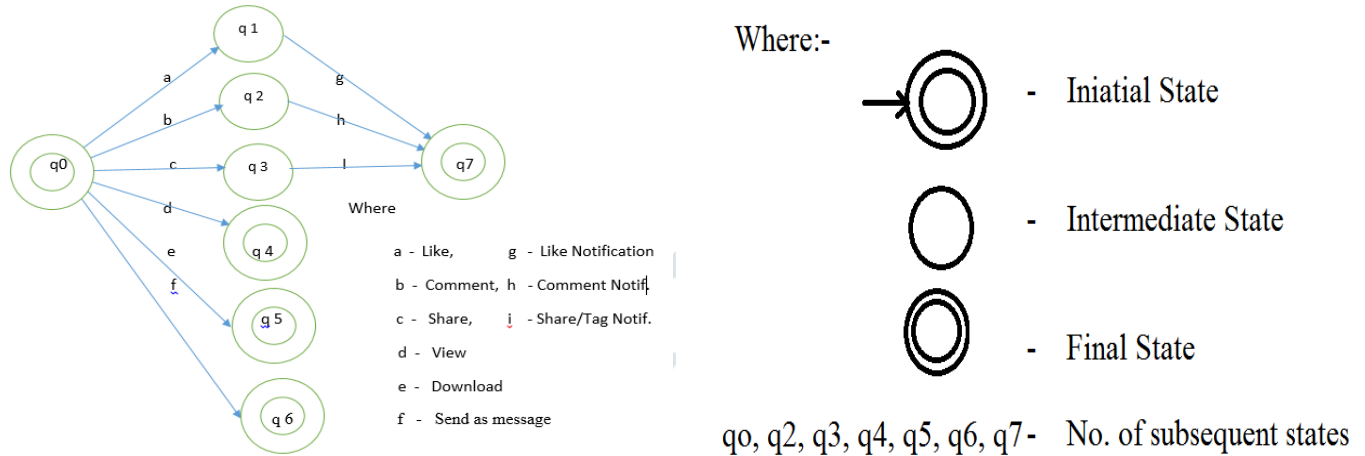 q 1
a
g
q 2
b
h
q0
c
q 3
I
q7
d
Where
e
q 4
a - Like, g - Like Notification
f
b - Comment, h - Comment Notif.
q 5
c - Share, i - Share/Tag Notif.
d - View
e - Download
q 6
f - Send as message
Where:-
- Iniatial State
- Intermediate State
- Final State
qo, q2, q3, q4, q5, q6, q7- No. of subsequent states